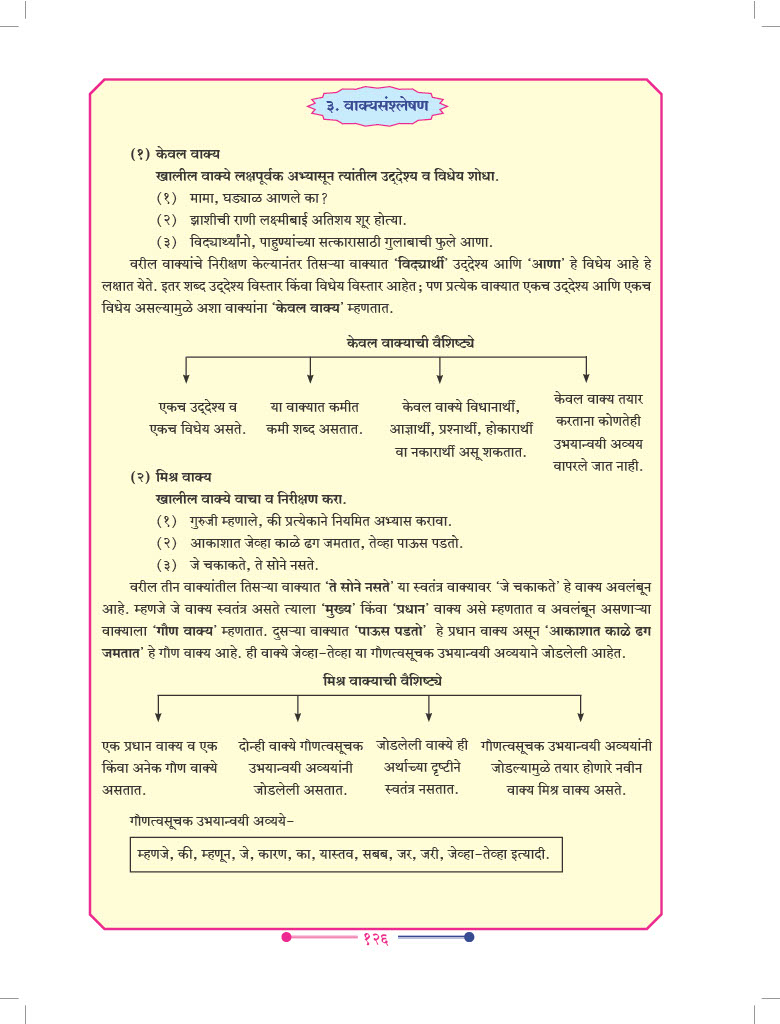 ३. वाक्यसंश्लेषण
(१) केवल वाक्य
खालील वाक्ये लक्षपूर्वक अभ्यासून त्यांतील उद्देश्य व विधेय शोधा.
(१) मामा, घड्याळ आणले का?
(२) झाशीची राणी लक्ष्मीबाई अतिशय शूर होत्या.
(३) विद्यार्थ्यांनो, पाहुण्यांच्या सत्कारासाठी गुलाबाची फुले आणा.
वरील वाक्यांचे निरीक्षण केल्यानंतर तिसऱ्या वाक्यात ‘विद्यार्थी’ उद्देश्य आणि ‘आणा’ हे विधेय आहे हे
लक्षात येते. इतर शब्द उद्देश्य विस्तार किंवा विधेय विस्तार आहेत; पण प्रत्येक वाक्यात एकच उद्देश्य आणि एकच
विधेय असल्यामुळे अशा वाक्यांना ‘केवल वाक्य’ म्हणतात.
केवल वाक्याची वैशिष्ट्ये
एकच उद्देश्य व
एकच विधेय असते.
या वाक्यात कमीत
कमी शब्द असतात.
केवल वाक्ये विधानार्थी,
आज्ञार्थी, प्रश्नार्थी, होकारार्थी
वा नकारार्थी असू शकतात.
केवल वाक्य तयार
करताना कोणतेही
उभयान्वयी अव्यय
वापरले जात नाही.
(२) मिश्र वाक्य
खालील वाक्ये वाचा व निरीक्षण करा.
(१) गुरुजी म्हणाले, की प्रत्येकाने नियमित अभ्यास करावा.
(२) आकाशात जेव्हा काळे ढग जमतात, तेव्हा पाऊस पडतो.
(३) जे चकाकते, ते सोने नसते.
वरील तीन वाक्यांतील तिसऱ्या वाक्यात ‘ते सोने नसते’ या स्वतंत्र वाक्यावर ‘जे चकाकते’ हे वाक्य अवलंबून
आहे. म्हणजे जे वाक्य स्वतंत्र असते त्याला ‘मुख्य’ किंवा ‘प्रधान’ वाक्य असे म्हणतात व अवलंबून असणाऱ्या
वाक्याला ‘गौण वाक्य’ म्हणतात. दुसऱ्या वाक्यात ‘पाऊस पडतो’ हे प्रधान वाक्य असून ‘आकाशात काळे ढग
जमतात’ हे गौण वाक्य आहे. ही वाक्ये जेव्हा-तेव्हा या गौणत्वसूचक उभयान्वयी अव्ययाने जोडलेली आहेत.
मिश्र वाक्याची वैशिष्ट्ये
एक प्रधान वाक्य व एक
किंवा अनेक गौण वाक्ये
असतात.
दोन्ही वाक्ये गौणत्वसूचक
उभयान्वयी अव्ययांनी
जोडलेली असतात.
जोडलेली वाक्ये ही
अर्थाच्या दृष्टीने
स्वतंत्र नसतात.
गौणत्वसूचक उभयान्वयी अव्ययांनी
जोडल्यामुळे तयार होणारे नवीन
वाक्य मिश्र वाक्य असते.
गौणत्वसूचक उभयान्वयी अव्यये-
म्हणजे, की, म्हणून, जे, कारण, का, यास्तव, सबब, जर, जरी, जेव्हा-तेव्हा इत्यादी.
१२६